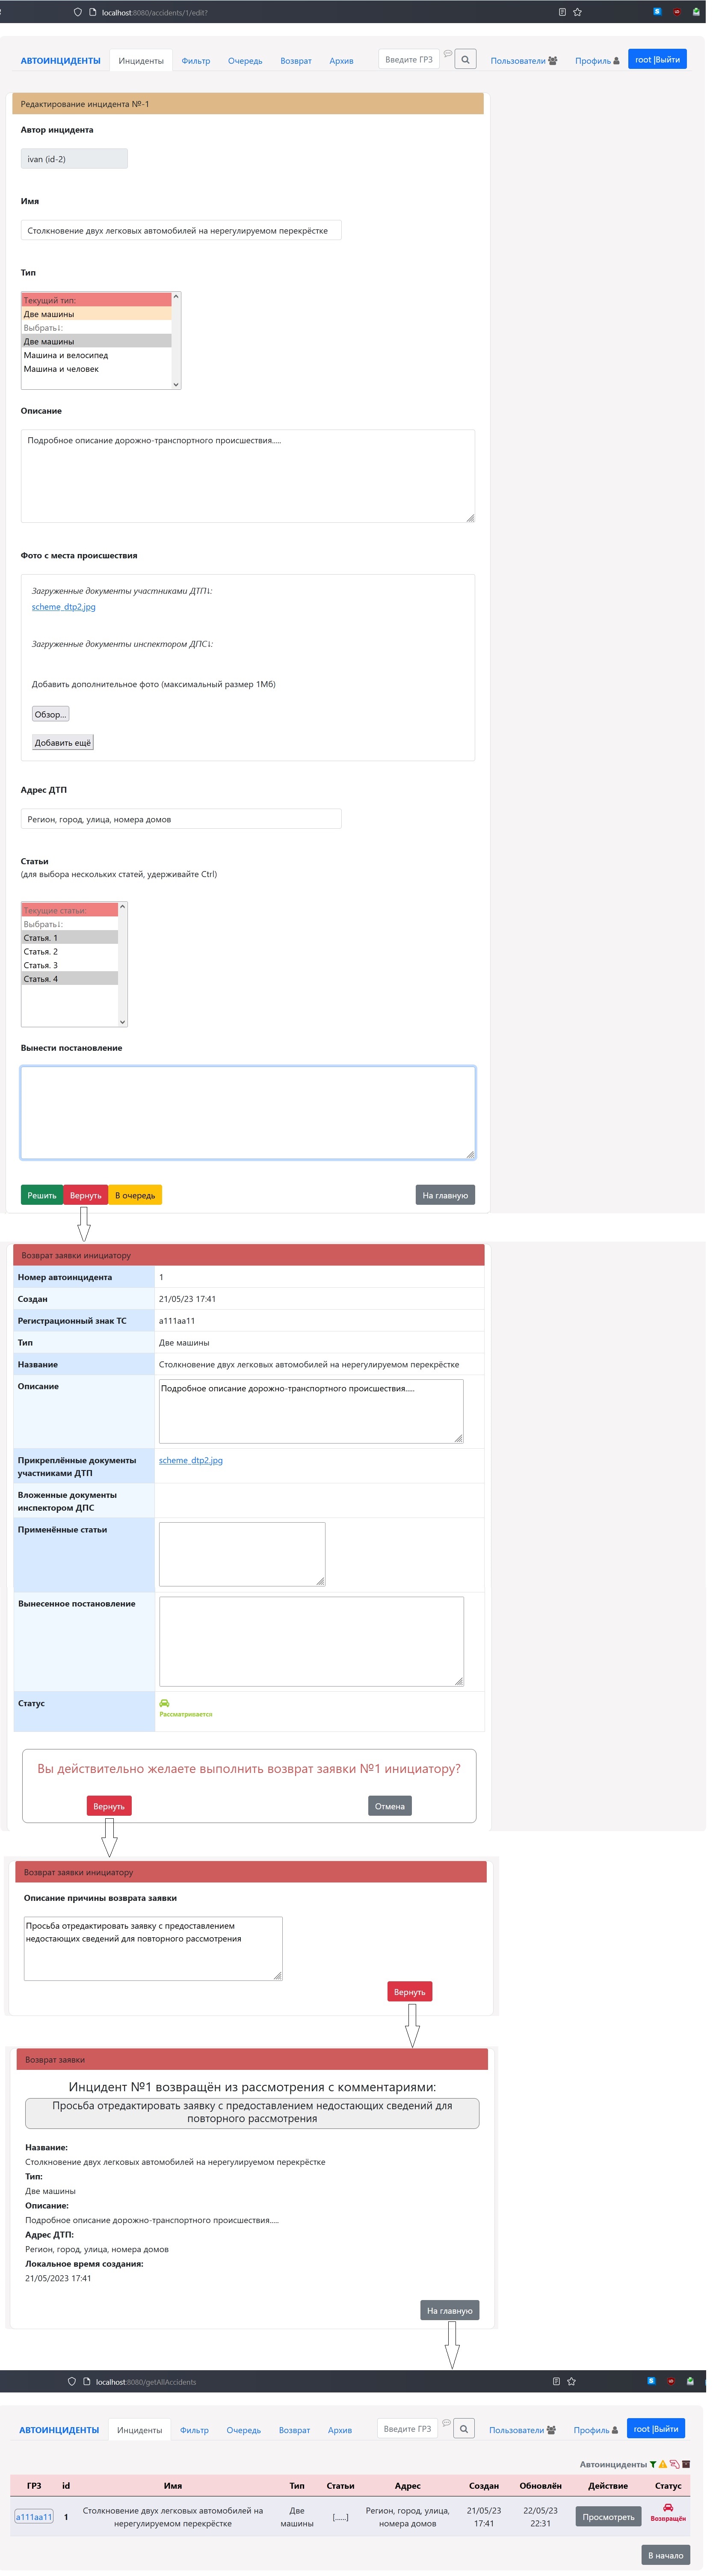 localhost:8080/accidents/1/edit?
АВТОИНЦИДЕНТЫ Инциденты Фильтр Очередь Возврат Архив Введите ГРЗ Пользователи Профиль root |Выйти
Редактирование инцидента №-1
Автор инцидента
ivan (id-2)
Имя
Столкновение двух легковых автомобилей на нерегулируемом перекрёстке
Тип
Текущий тип:
Две машины
Выбрать↓:
Две машины
Машина и велосипед
Машина и человек
Описание
Подробное описание дорожно-транспортного происшествия.....
Фото с места происшествия
Загруженные документы участниками ДТП↓:
scheme_dtp2.jpg
Загруженные документы инспектором ДПС↓:
Добавить дополнительное фото (максимальный размер 1Мб)
Обзор...
Добавить ещё
Адрес ДТП
Регион, город, улица, номера домов
Статьи
(для выбора нескольких статей, удерживайте Ctrl)
Текущие статьи:
Выбрать↓:
Статья. 1
Статья. 2
Статья. 3
Статья. 4
Вынести постановление
Решить Вернуть В очередь На главную
Возврат заявки инициатору
Номер автоинцидента 1
Создан 21/05/23 17:41
Регистрационный знак ТС а111аа11
Тип Две машины
Название Столкновение двух легковых автомобилей на нерегулируемом перекрёстке
Описание Подробное описание дорожно-транспортного происшествия.....
Прикреплённые документы scheme_dtp2.jpg
участниками ДТП
Вложенные документы
инспектором ДПС
Применённые статьи
Вынесенное постановление
Статус
Рассматривается
Вы действительно желаете выполнить возврат заявки №1 инициатору?
Вернуть Отмена
Возврат заявки инициатору
Описание причины возврата заявки
Просьба отредактировать заявку с предоставлением
недостающих сведений для повторного рассмотрения
Вернуть
Возврат заявки
Инцидент №1 возвращён из рассмотрения с комментариями:
Просьба отредактировать заявку с предоставлением недостающих сведений для
повторного рассмотрения
Название:
Столкновение двух легковых автомобилей на нерегулируемом перекрёстке
Тип:
Две машины
Описание:
Подробное описание дорожно-транспортного происшествия.....
Адрес ДТП:
Регион, город, улица, номера домов
Локальное время создания:
21/05/2023 17:41
На главную
localhost:8080/getAllAccidents
АВТОИНЦИДЕНТЫ Инциденты Фильтр Очередь Возврат Архив Введите ГРЗ Пользователи Профиль root |Выйти
Автоинциденты
ГРЗ id Имя Тип Статьи Адрес Создан Обновлён Действие Статус
а111аа11 1 Столкновение двух легковых автомобилей на Две [......] Регион, город, улица, 21/05/23 22/05/23 Просмотреть Возвращён
нерегулируемом перекрёстке машины номера домов 17:41 22:31
В начало